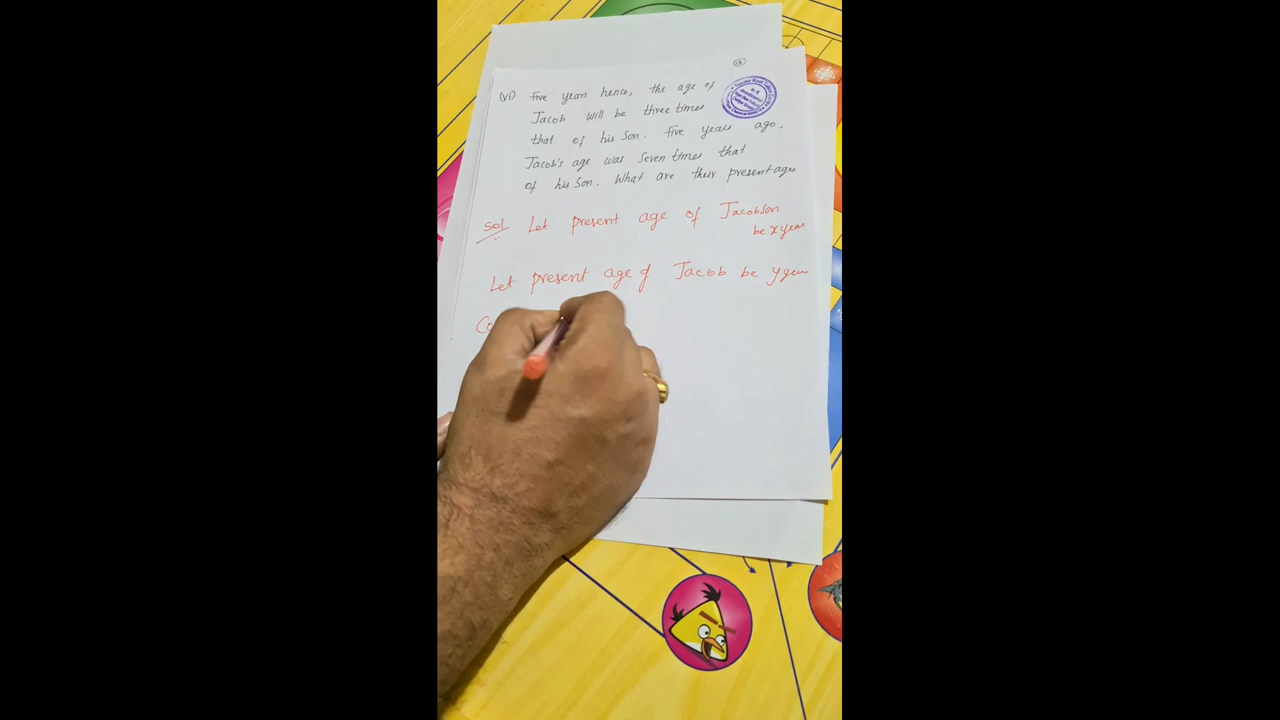 (vi) Five years hence, the age of
Jacob will be three times
that of his Son. Five years ago,
Jacob's age was Seven times that
of his Son. What are their present ages
Sol Let present age of Jacobson
be x year
Let present age of Jacob be y year